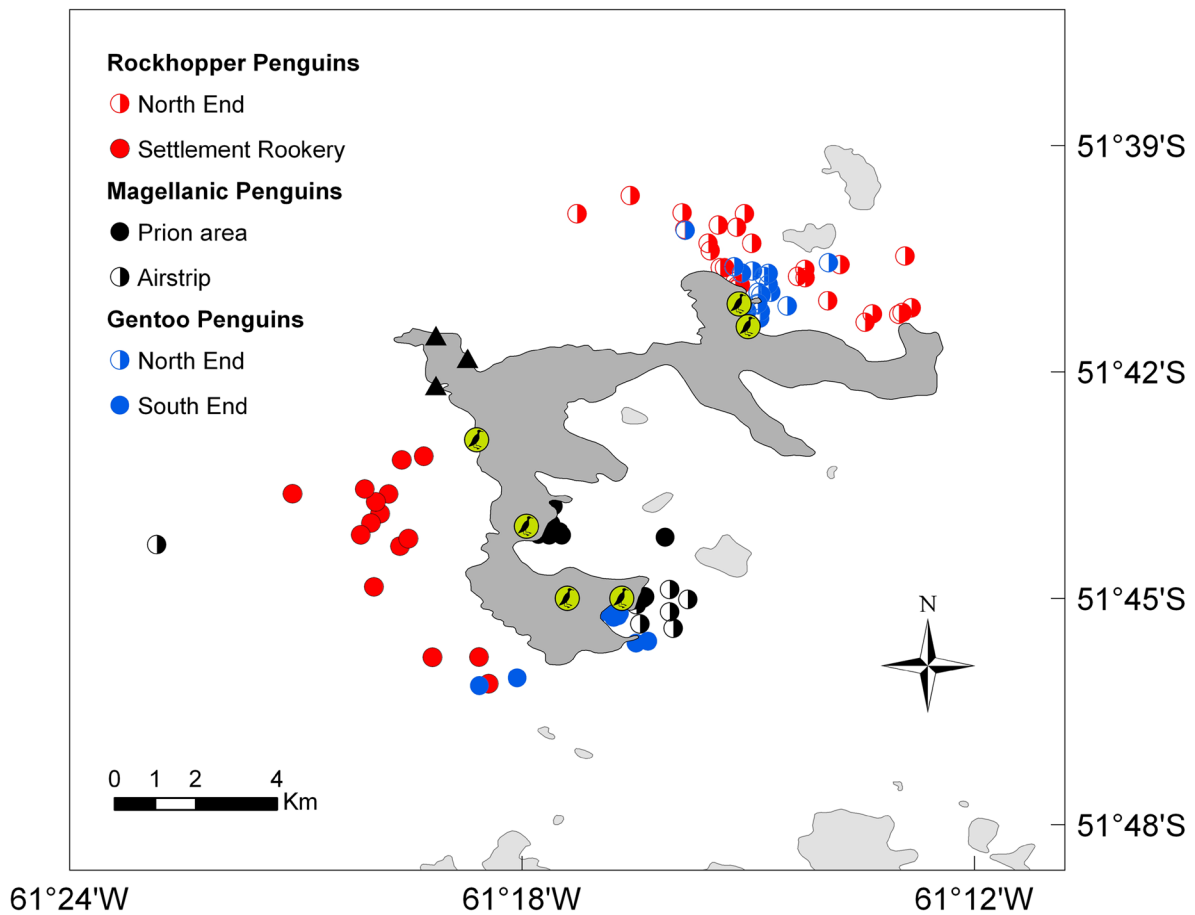 Rockhopper Penguins
North End
Settlement Rookery
Magellanic Penguins
Prion area
Airstrip
Gentoo Penguins
North End
South End
51°39'S
51°42'S
51°45'S
51°48'S
N
0 1 2 4
Km
61°24'W 61°18'W 61°12'W